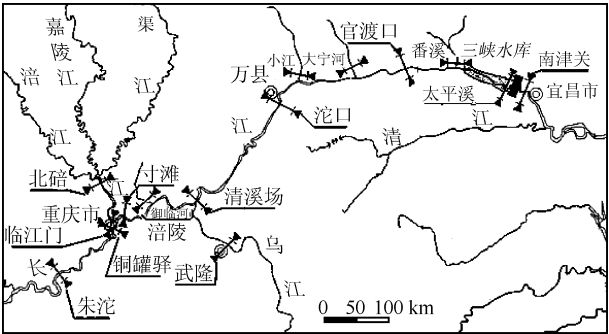 嘉陵江
渠江
涪江
官渡口
小江
大宁河
番溪
三峡水库
南津关
万县
太平溪
宜昌市
沱口
江
清江
北碚
江
寸滩
重庆市
御临河
清溪场
临江门
涪陵
铜罐驿
武隆
乌江
长
朱沱
0 50 100 km